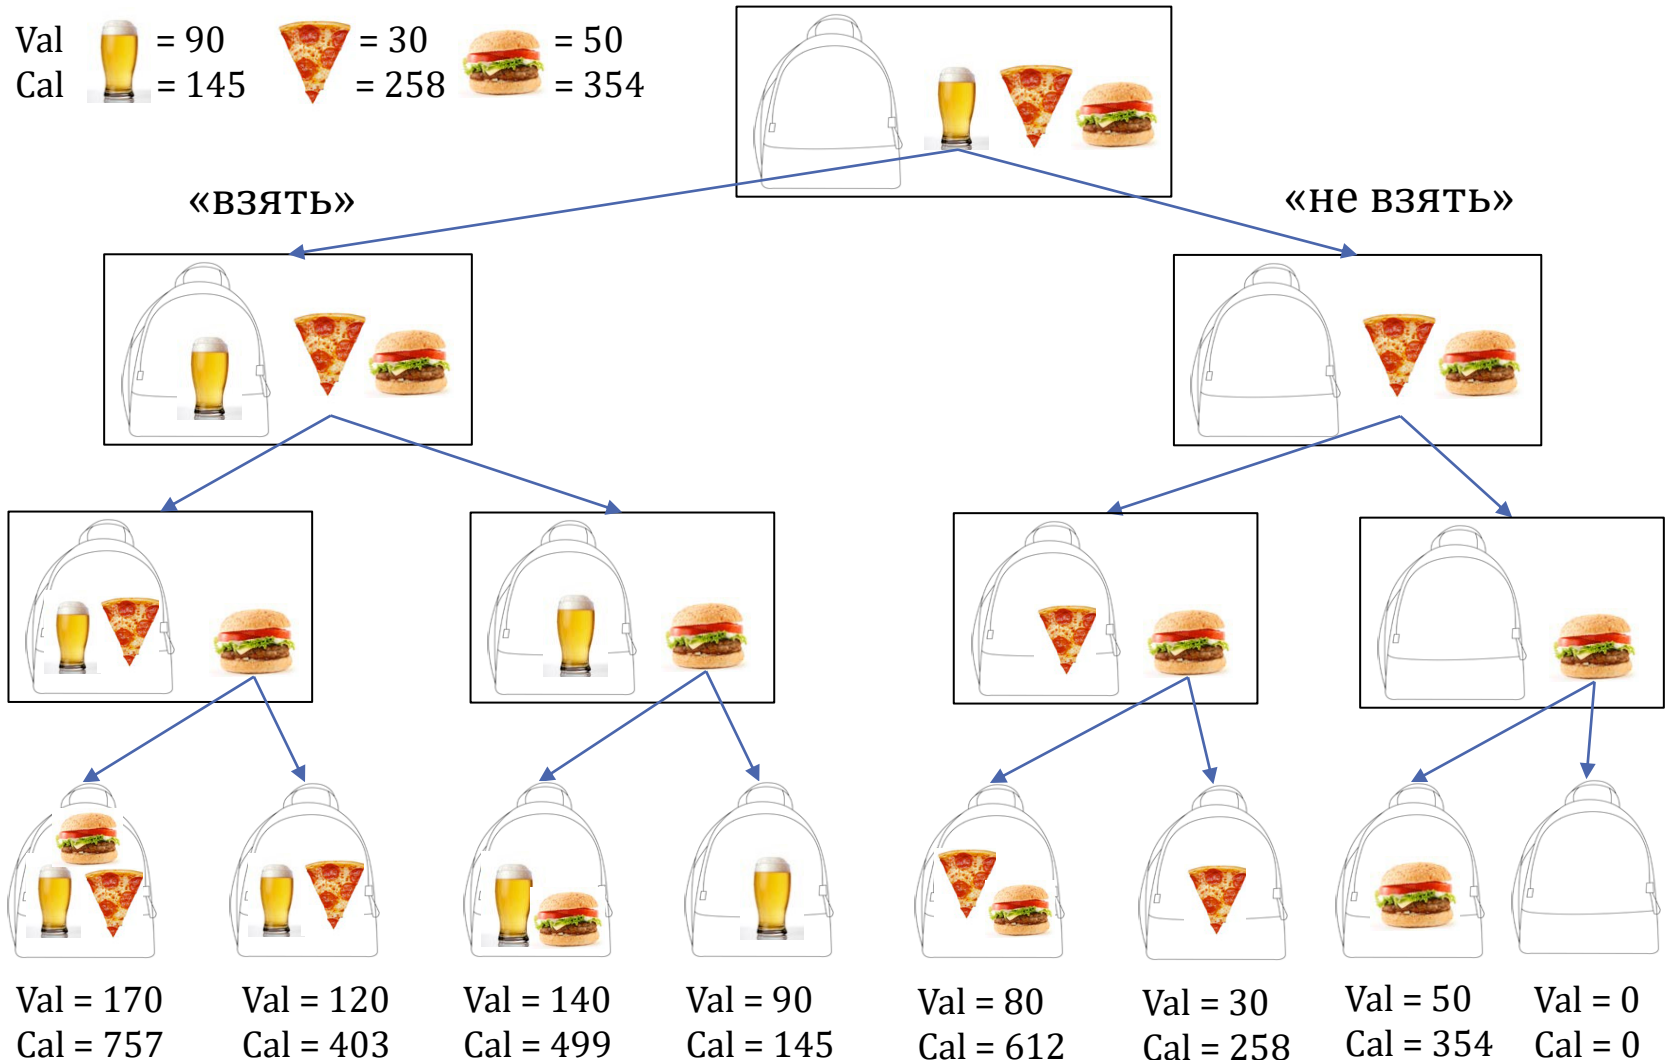 Val = 90 = 30 = 50
Cal = 145 = 258 = 354
«взять» «не взять»
Val = 170 Val = 120 Val = 140 Val = 90 Val = 80 Val = 30 Val = 50 Val = 0
Cal = 757 Cal = 403 Cal = 499 Cal = 145 Cal = 612 Cal = 258 Cal = 354 Cal = 0